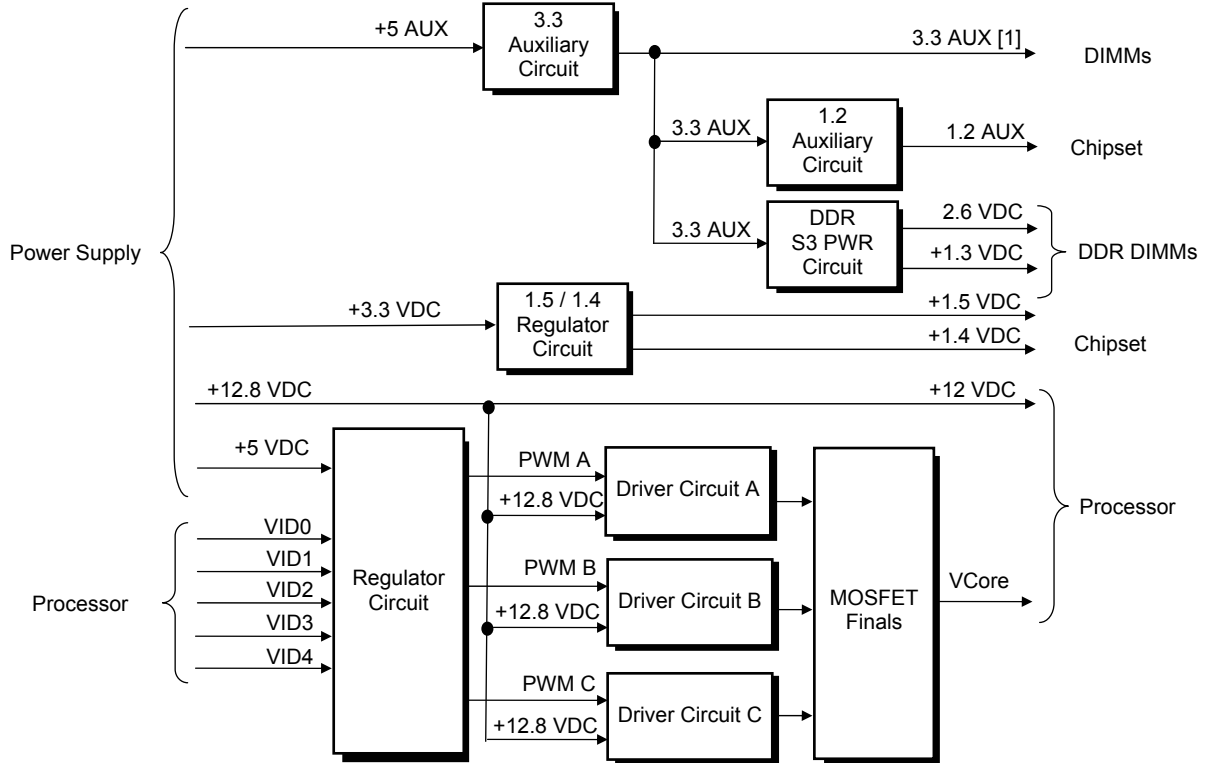 +5 AUX
3.3
Auxiliary
Circuit
3.3 AUX [1]
DIMMs
3.3 AUX
1.2
Auxiliary
Circuit
1.2 AUX
Chipset
3.3 AUX
DDR
S3 PWR
Circuit
2.6 VDC
+1.3 VDC
DDR DIMMs
Power Supply
+3.3 VDC
1.5 / 1.4
Regulator
Circuit
+1.5 VDC
+1.4 VDC
Chipset
+12.8 VDC
+12 VDC
+5 VDC
Processor
VID0
VID1
VID2
VID3
VID4
Regulator
Circuit
PWM A
+12.8 VDC
Driver Circuit A
PWM B
+12.8 VDC
Driver Circuit B
PWM C
+12.8 VDC
Driver Circuit C
MOSFET
Finals
VCore
Processor